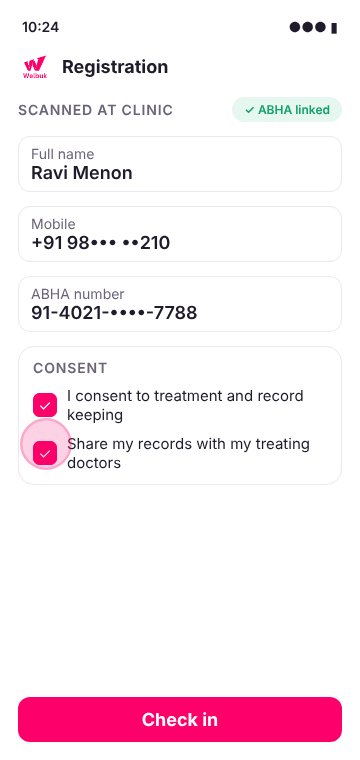 10:24
Welbuk
Registration
SCANNED AT CLINIC
✓ ABHA linked
Full name
Ravi Menon
Mobile
+91 98••• ••210
ABHA number
91-4021-••••-7788
CONSENT
I consent to treatment and record
keeping
Share my records with my treating
doctors
Check in